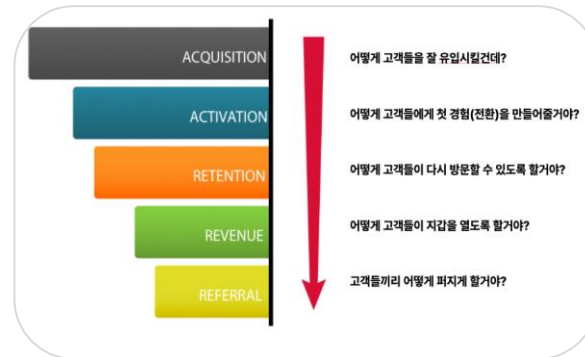 ACQUISITION
어떻게 고객들을 잘 유입시킬건데?
ACTIVATION
어떻게 고객들에게 첫 경험(전환)을 만들어줄거야?
RETENTION
어떻게 고객들이 다시 방문할 수 있도록 할거야?
REVENUE
어떻게 고객들이 지갑을 열도록 할거야?
REFERRAL
고객들끼리 어떻게 퍼지게 할거야?